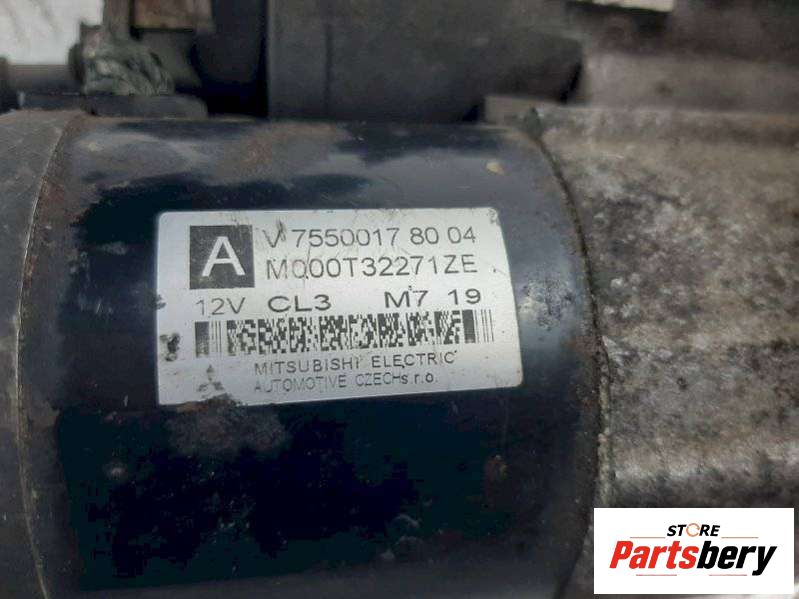 A
V 7550017 80 04
M000T32271ZE
12V CL3 M7 19
MITSUBISHI ELECTRIC
AUTOMOTIVE CZECH s.r.o.
STORE
Partsbery